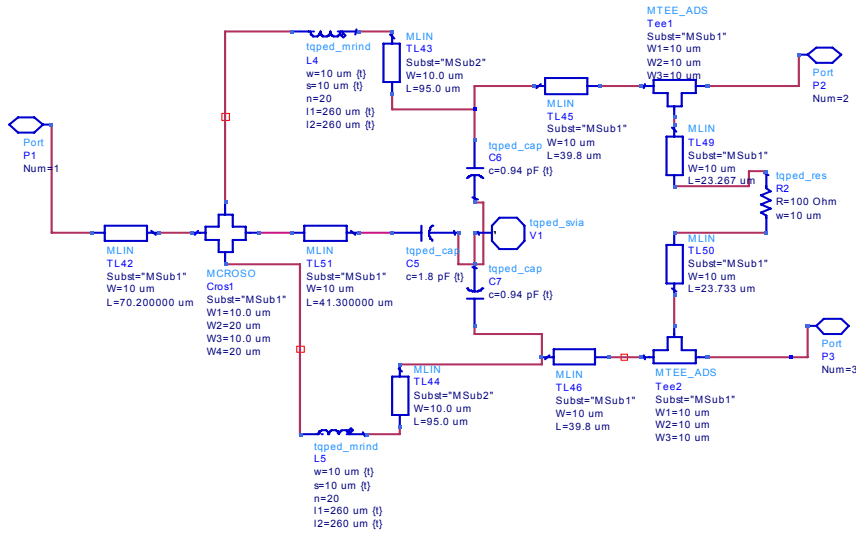 MTEE_ADS
Tee1
Subst="MSub1"
W1=10 um
W2=10 um
W3=10 um
Port
P2
Num=2
tqped_mrind
L4
w=10 um {t}
s=10 um {t}
n=20
l1=260 um {t}
l2=260 um {t}
MLIN
TL43
Subst="MSub2"
W=10.0 um
L=95.0 um
MLIN
TL45
Subst="MSub1"
W=10 um
L=39.8 um
Port
P1
Num=1
tqped_cap
C6
c=0.94 pF {t}
MLIN
TL49
Subst="MSub1"
W=10 um
L=23.267 um
tqped_res
R2
R=100 Ohm
w=10 um
MLIN
TL42
Subst="MSub1"
W=10 um
L=70.200000 um
MCROSO
Cros1
Subst="MSub1"
W1=10.0 um
W2=20 um
W3=10.0 um
W4=20 um
MLIN
TL51
Subst="MSub1"
W=10 um
L=41.300000 um
tqped_cap
C5
c=1.8 pF {t}
tqped_svia
V1
tqped_cap
C7
c=0.94 pF {t}
MLIN
TL50
Subst="MSub1"
W=10 um
L=23.733 um
Port
P3
Num=3
MLIN
TL44
Subst="MSub2"
W=10.0 um
L=95.0 um
MLIN
TL46
Subst="MSub1"
W=10 um
L=39.8 um
MTEE_ADS
Tee2
Subst="MSub1"
W1=10 um
W2=10 um
W3=10 um
tqped_mrind
L5
w=10 um {t}
s=10 um {t}
n=20
l1=260 um {t}
l2=260 um {t}